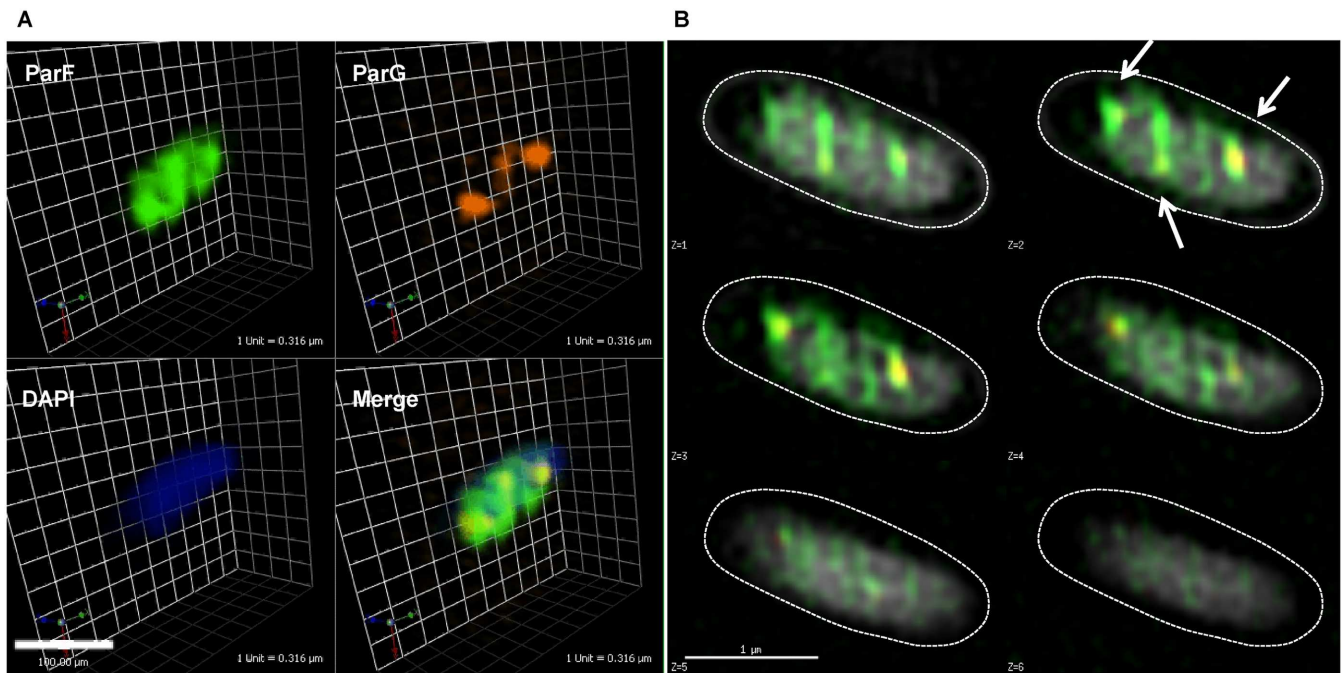 A
B
ParF
ParG
1 Unit = 0.316 µm
1 Unit = 0.316 µm
DAPI
Merge
100.00 µm
1 Unit = 0.316 µm
1 Unit = 0.316 µm
Z=1
Z=2
Z=3
Z=4
Z=5
1 µm
Z=6